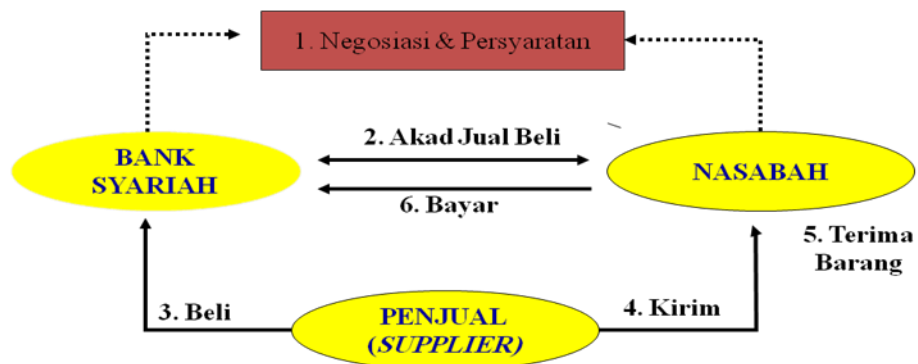 1. Negosiasi & Persyaratan
2. Akad Jual Beli
BANK
SYARIAH
NASABAH
6. Bayar
5. Terima
Barang
3. Beli
4. Kirim
PENJUAL
(SUPPLIER)